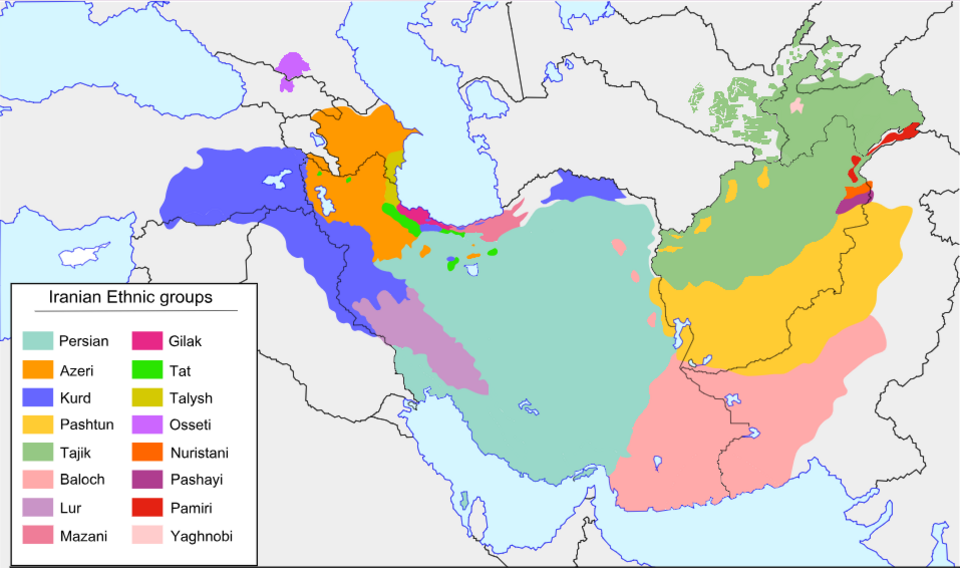 Iranian Ethnic groups
Persian
Azeri
Kurd
Pashtun
Tajik
Baloch
Lur
Mazani
Gilak
Tat
Talysh
Osseti
Nuristani
Pashayi
Pamiri
Yaghnobi